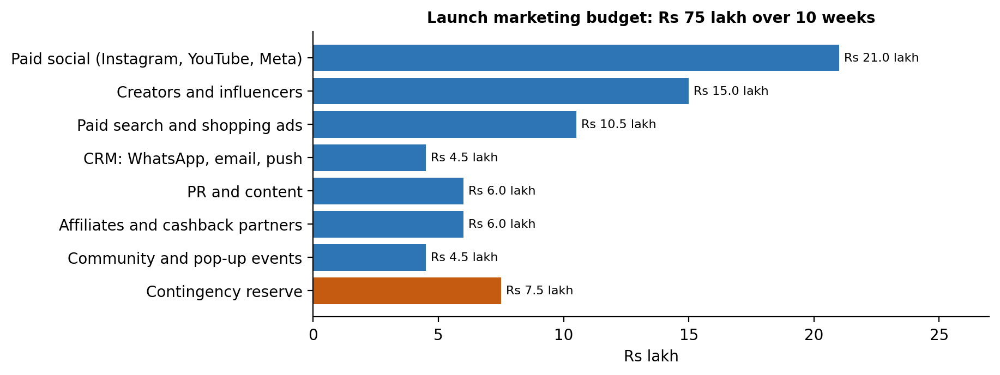 Launch marketing budget: Rs 75 lakh over 10 weeks
Paid social (Instagram, YouTube, Meta) Rs 21.0 lakh
Creators and influencers Rs 15.0 lakh
Paid search and shopping ads Rs 10.5 lakh
CRM: WhatsApp, email, push Rs 4.5 lakh
PR and content Rs 6.0 lakh
Affiliates and cashback partners Rs 6.0 lakh
Community and pop-up events Rs 4.5 lakh
Contingency reserve Rs 7.5 lakh
0 5 10 15 20 25
Rs lakh